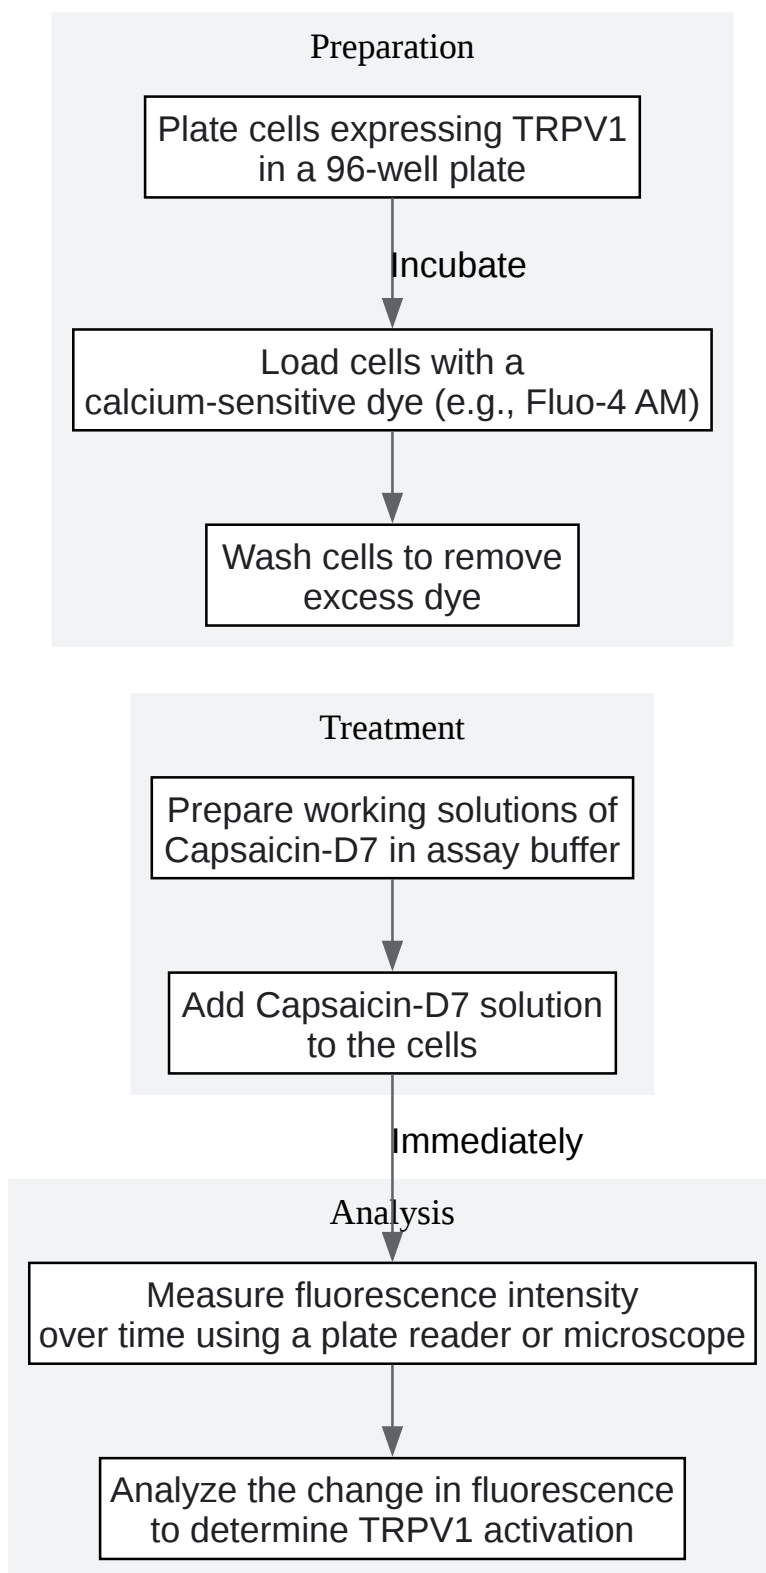 Preparation
Plate cells expressing TRPV1
in a 96-well plate
Incubate
Load cells with a
calcium-sensitive dye (e.g., Fluo-4 AM)
Wash cells to remove
excess dye
Treatment
Prepare working solutions of
Capsaicin-D7 in assay buffer
Add Capsaicin-D7 solution
to the cells
Immediately
Analysis
Measure fluorescence intensity
over time using a plate reader or microscope
Analyze the change in fluorescence
to determine TRPV1 activation